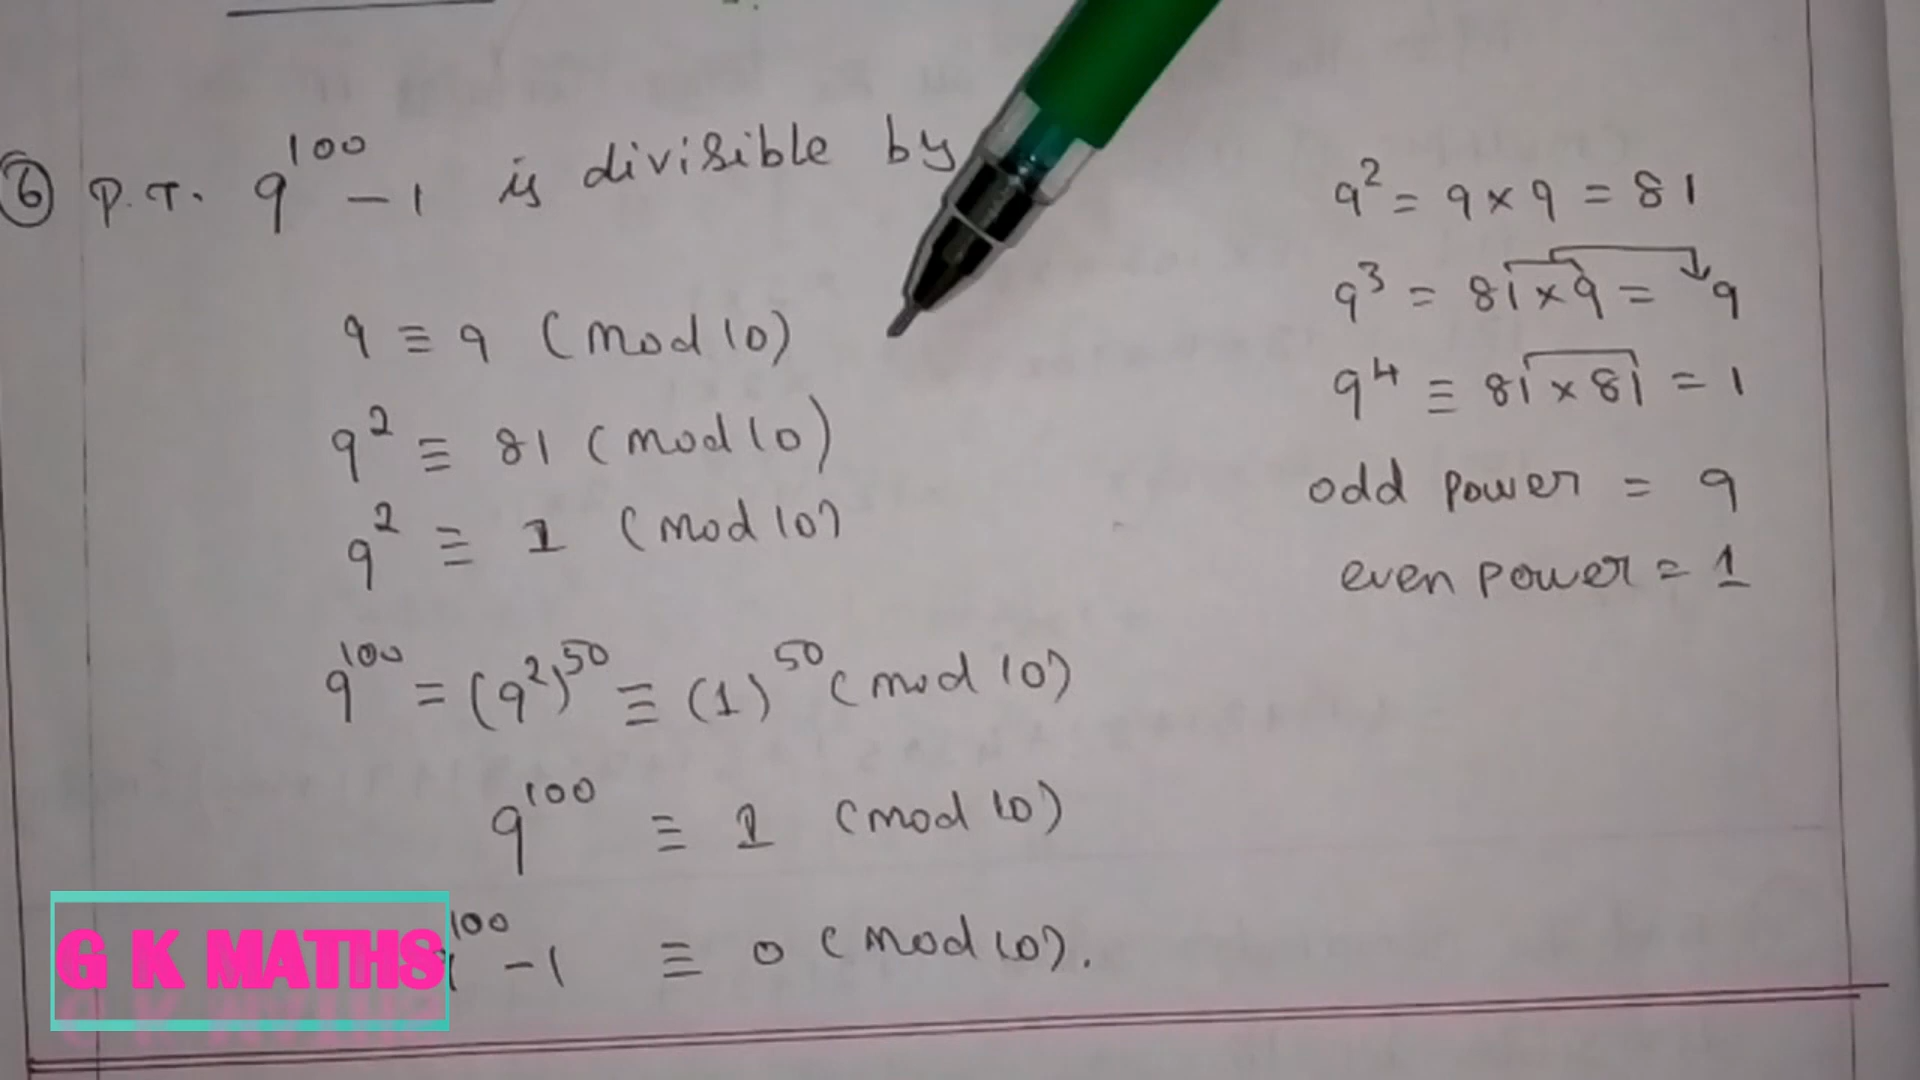 6 P.T. 9^100 - 1 is divisible by
9 ≡ 9 (mod 10)
9^2 ≡ 81 (mod 10)
9^2 ≡ 1 (mod 10)
9^100 = (9^2)^50 ≡ (1)^50 (mod 10)
9^100 ≡ 1 (mod 10)
^100 - 1 ≡ 0 (mod 10).
9^2 = 9 × 9 = 81
9^3 = 81 × 9 = 9
9^4 ≡ 81 × 81 = 1
odd power = 9
even power = 1
G K MATHS